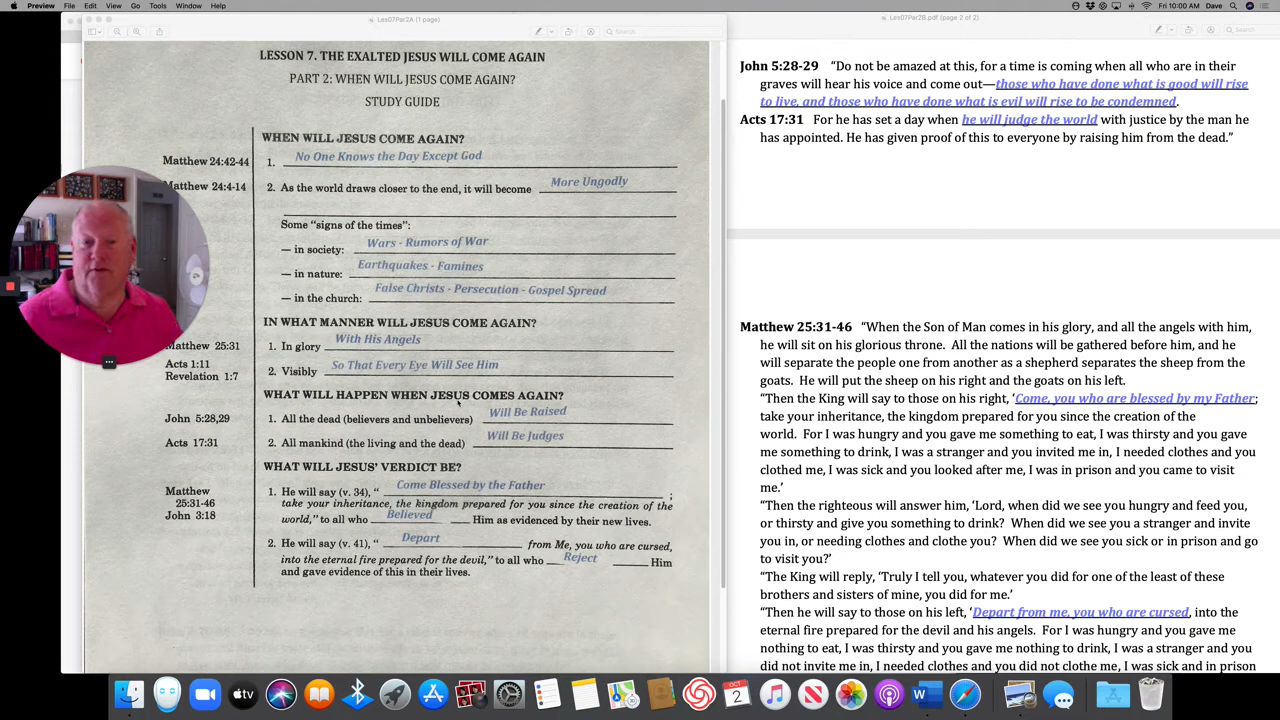 Preview File Edit View Go Tools Window Help
Fri 10:00 AM Dave
Les07Par2A (1 page)
Search
LESSON 7. THE EXALTED JESUS WILL COME AGAIN
PART 2: WHEN WILL JESUS COME AGAIN?
STUDY GUIDE
WHEN WILL JESUS COME AGAIN?
Matthew 24:42-44 1. No One Knows the Day Except God
Matthew 24:4-14 2. As the world draws closer to the end, it will become More Ungodly
Some “signs of the times”:
— in society: Wars - Rumors of War
— in nature: Earthquakes - Famines
— in the church: False Christs - Persecution - Gospel Spread
IN WHAT MANNER WILL JESUS COME AGAIN?
Matthew 25:31 1. In glory With His Angels
Acts 1:11 2. Visibly So That Every Eye Will See Him
Revelation 1:7
WHAT WILL HAPPEN WHEN JESUS COMES AGAIN?
John 5:28,29 1. All the dead (believers and unbelievers) Will Be Raised
Acts 17:31 2. All mankind (the living and the dead) Will Be Judges
WHAT WILL JESUS’ VERDICT BE?
Matthew 1. He will say (v. 34), “ Come Blessed by the Father ;
25:31-46 take your inheritance, the kingdom prepared for you since the creation of the
John 3:18 world,” to all who Believed Him as evidenced by their new lives.
2. He will say (v. 41), “ Depart from Me, you who are cursed,
into the eternal fire prepared for the devil,” to all who Reject Him
and gave evidence of this in their lives.
Les07Par2B.pdf (page 2 of 2)
Search
John 5:28-29 “Do not be amazed at this, for a time is coming when all who are in their
graves will hear his voice and come out—those who have done what is good will rise
to live, and those who have done what is evil will rise to be condemned.
Acts 17:31 For he has set a day when he will judge the world with justice by the man he
has appointed. He has given proof of this to everyone by raising him from the dead.”
Matthew 25:31-46 “When the Son of Man comes in his glory, and all the angels with him,
he will sit on his glorious throne. All the nations will be gathered before him, and he
will separate the people one from another as a shepherd separates the sheep from the
goats. He will put the sheep on his right and the goats on his left.
“Then the King will say to those on his right, ‘Come, you who are blessed by my Father;
take your inheritance, the kingdom prepared for you since the creation of the
world. For I was hungry and you gave me something to eat, I was thirsty and you gave
me something to drink, I was a stranger and you invited me in, I needed clothes and you
clothed me, I was sick and you looked after me, I was in prison and you came to visit
me.’
“Then the righteous will answer him, ‘Lord, when did we see you hungry and feed you,
or thirsty and give you something to drink? When did we see you a stranger and invite
you in, or needing clothes and clothe you? When did we see you sick or in prison and go
to visit you?’
“The King will reply, ‘Truly I tell you, whatever you did for one of the least of these
brothers and sisters of mine, you did for me.’
“Then he will say to those on his left, ‘Depart from me, you who are cursed, into the
eternal fire prepared for the devil and his angels. For I was hungry and you gave me
nothing to eat, I was thirsty and you gave me nothing to drink, I was a stranger and you
did not invite me in, I needed clothes and you did not clothe me, I was sick and in prison
tv
OCT
2